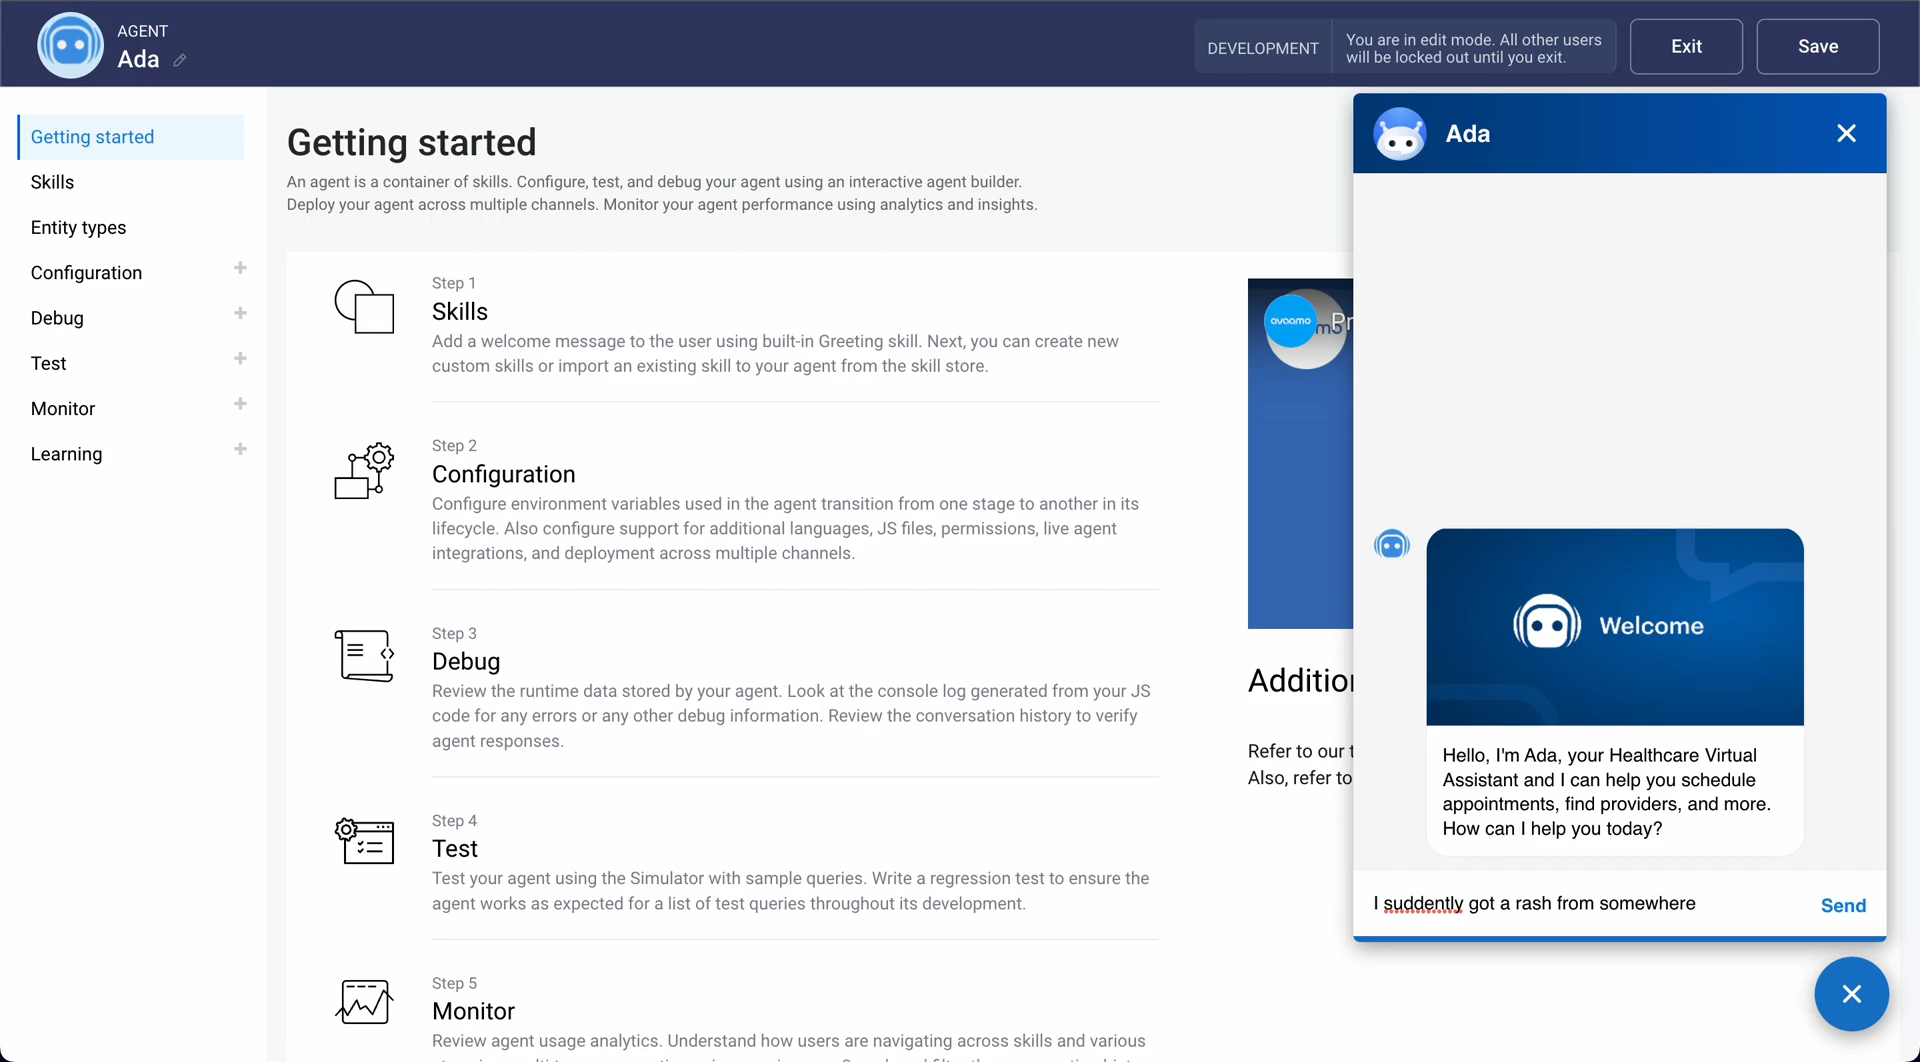 AGENT
Ada
DEVELOPMENT
You are in edit mode. All other users
will be locked out until you exit.
Exit
Save
Getting started
Skills
Entity types
Configuration
Debug
Test
Monitor
Learning
Getting started
An agent is a container of skills. Configure, test, and debug your agent using an interactive agent builder.
Deploy your agent across multiple channels. Monitor your agent performance using analytics and insights.
Step 1
Skills
Add a welcome message to the user using built-in Greeting skill. Next, you can create new
custom skills or import an existing skill to your agent from the skill store.
Step 2
Configuration
Configure environment variables used in the agent transition from one stage to another in its
lifecycle. Also configure support for additional languages, JS files, permissions, live agent
integrations, and deployment across multiple channels.
Step 3
Debug
Review the runtime data stored by your agent. Look at the console log generated from your JS
code for any errors or any other debug information. Review the conversation history to verify
agent responses.
Step 4
Test
Test your agent using the Simulator with sample queries. Write a regression test to ensure the
agent works as expected for a list of test queries throughout its development.
Step 5
Monitor
Review agent usage analytics. Understand how users are navigating across skills and various
avaamo
Refer to our
Also, refer to
Ada
Welcome
Hello, I'm Ada, your Healthcare Virtual
Assistant and I can help you schedule
appointments, find providers, and more.
How can I help you today?
I suddently got a rash from somewhere
Send